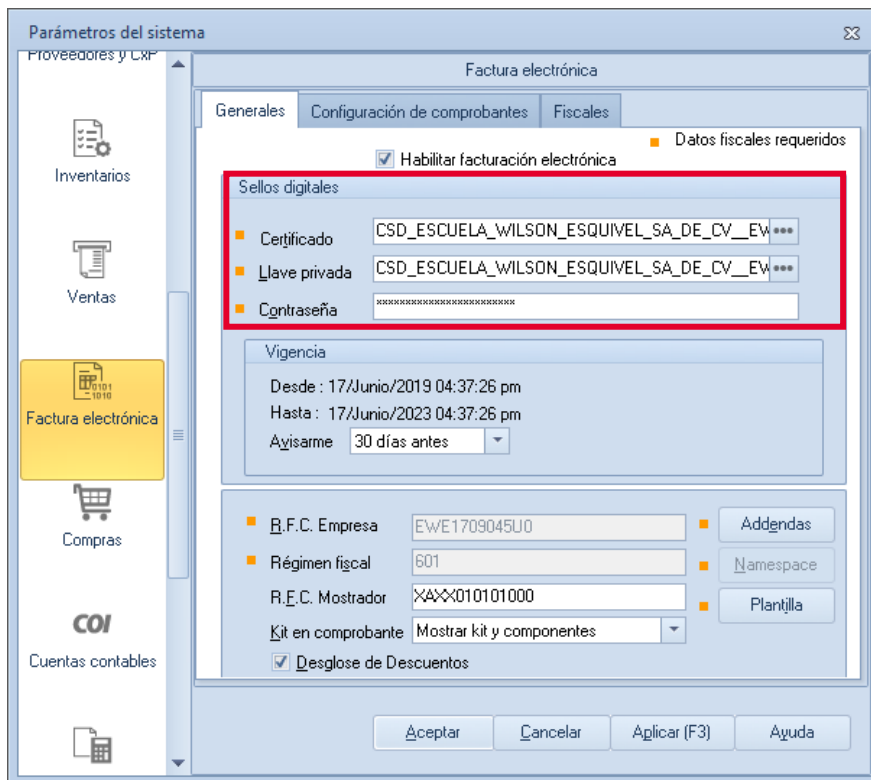 Parámetros del sistema
Proveedores y CxP
Inventarios
Ventas
0101
1010
Factura electrónica
Compras
COI
Cuentas contables
Factura electrónica
Generales
Configuración de comprobantes
Fiscales
Datos fiscales requeridos
Habilitar facturación electrónica
Sellos digitales
Certificado CSD_ESCUELA_WILSON_ESQUIVEL_SA_DE_CV__EW •••
Llave privada CSD_ESCUELA_WILSON_ESQUIVEL_SA_DE_CV__EW •••
Contraseña ************************
Vigencia
Desde : 17/Junio/2019 04:37:26 pm
Hasta : 17/Junio/2023 04:37:26 pm
Avisarme 30 días antes
R.F.C. Empresa EWE1709045U0
Addendas
Régimen fiscal 601
Namespace
R.F.C. Mostrador XAXX010101000
Plantilla
Kit en comprobante Mostrar kit y componentes
Desglose de Descuentos
Aceptar
Cancelar
Aplicar (F3)
Ayuda